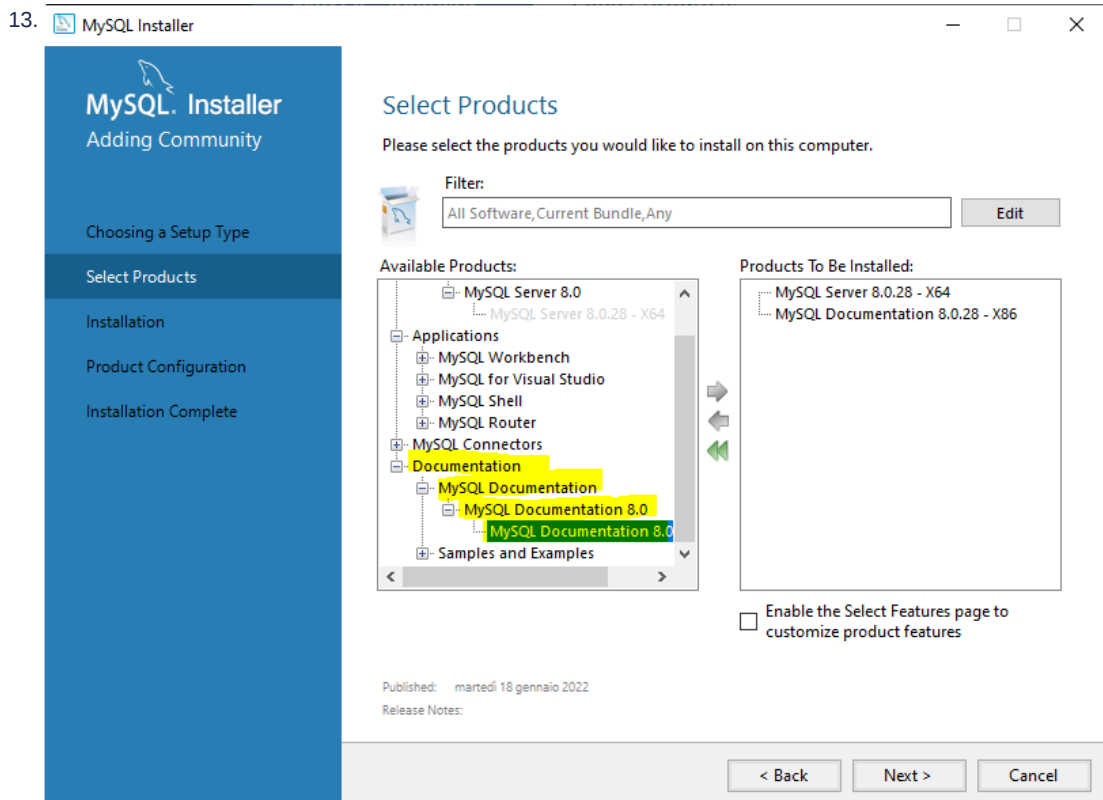 13.
MySQL Installer
MySQL. Installer
Adding Community
Choosing a Setup Type
Select Products
Installation
Product Configuration
Installation Complete
Select Products
Please select the products you would like to install on this computer.
Filter:
All Software,Current Bundle,Any
Edit
Available Products:
MySQL Server 8.0
MySQL Server 8.0.28 - X64
Applications
MySQL Workbench
MySQL for Visual Studio
MySQL Shell
MySQL Router
MySQL Connectors
Documentation
MySQL Documentation
MySQL Documentation 8.0
MySQL Documentation 8.0
Samples and Examples
Products To Be Installed:
MySQL Server 8.0.28 - X64
MySQL Documentation 8.0.28 - X86
Enable the Select Features page to
customize product features
Published: martedì 18 gennaio 2022
Release Notes:
< Back
Next >
Cancel